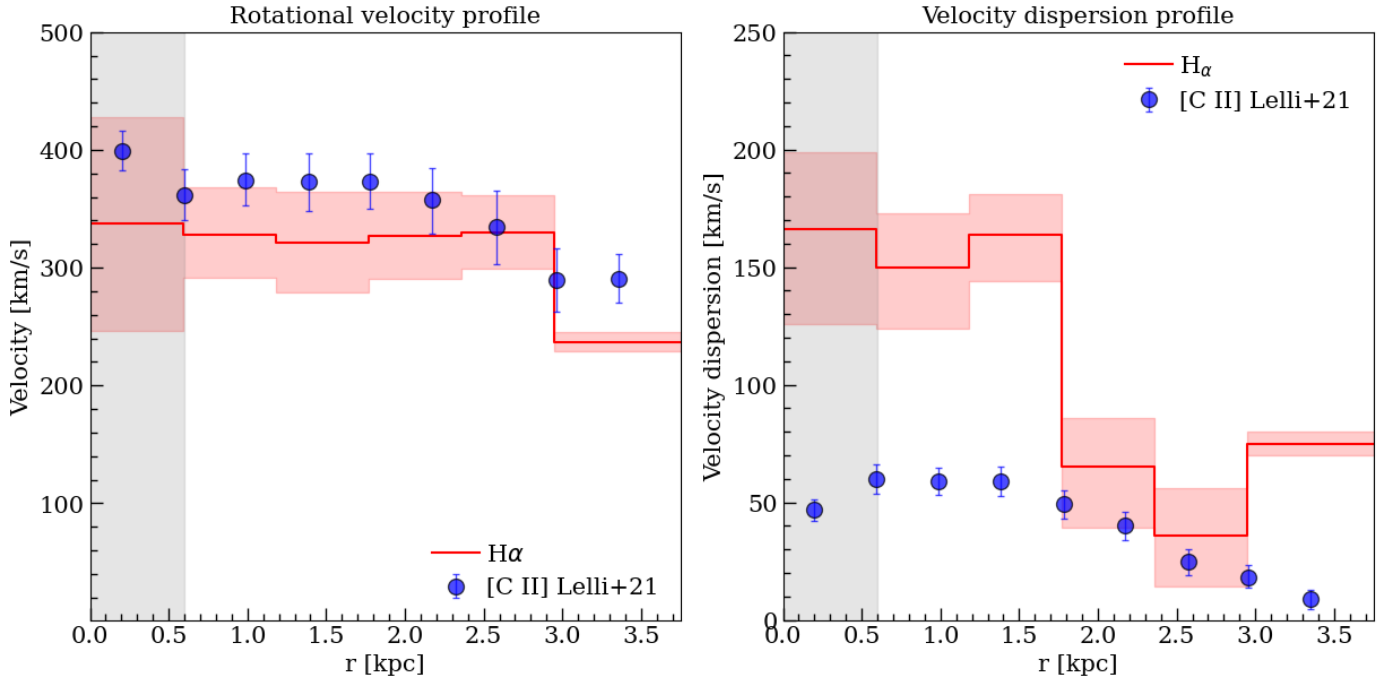 Rotational velocity profile
Velocity [km/s]
500
400
300
200
100
0.0 0.5 1.0 1.5 2.0 2.5 3.0 3.5
r [kpc]
Hα
[C II] Lelli+21
Velocity dispersion profile
Velocity dispersion [km/s]
250
200
150
100
50
0
0.0 0.5 1.0 1.5 2.0 2.5 3.0 3.5
r [kpc]
Hα
[C II] Lelli+21